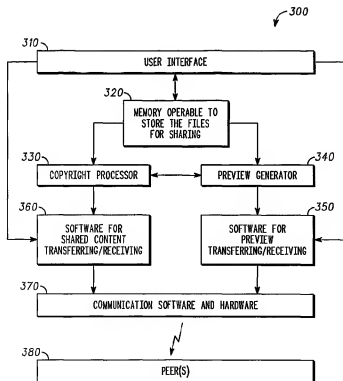 300
310
USER INTERFACE
320
MEMORY OPERABLE TO
STORE THE FILES
FOR SHARING
330
COPYRIGHT PROCESSOR
340
PREVIEW GENERATOR
360
SOFTWARE FOR
SHARED CONTENT
TRANSFERRING/RECEIVING
350
SOFTWARE FOR
PREVIEW
TRANSFERRING/RECEIVING
370
COMMUNICATION SOFTWARE AND HARDWARE
380
PEER(S)